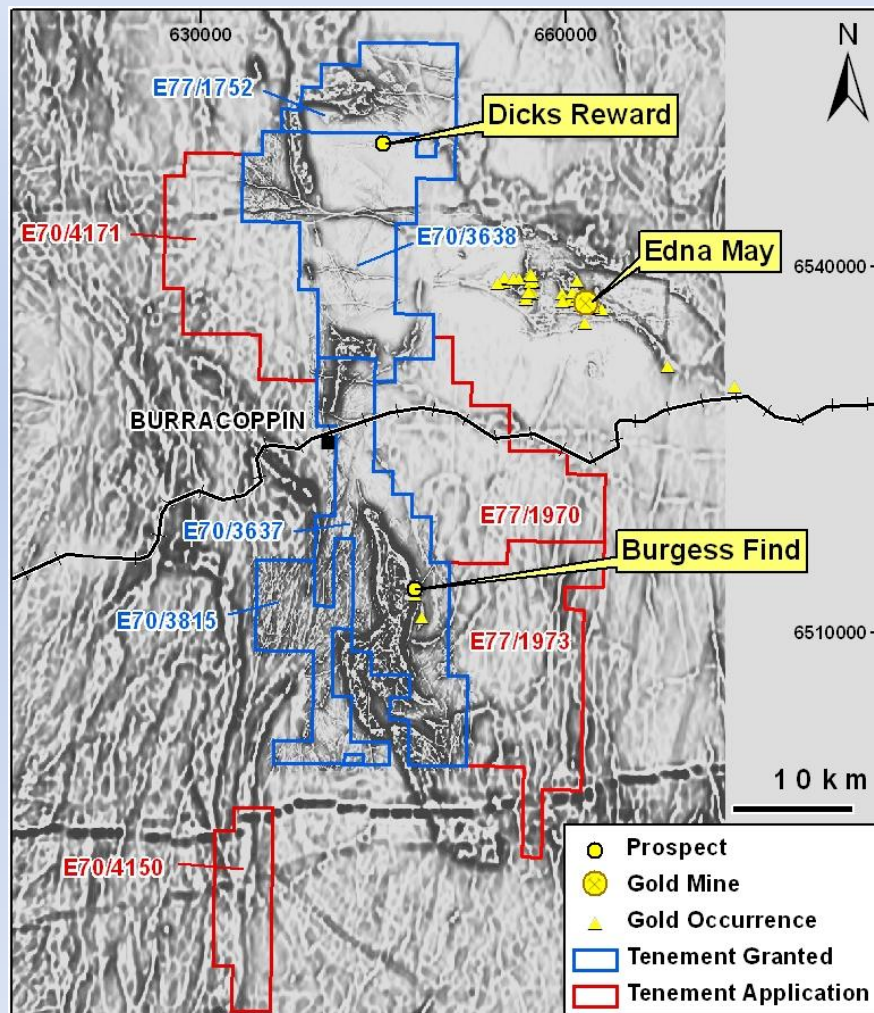 630000
660000
N
E77/1752
Dicks Reward
E70/4171
E70/3638
Edna May
6540000
BURRACOPPIN
E77/1970
E70/3637
Burgess Find
E70/3815
E77/1973
6510000
10 km
E70/4150
Prospect
Gold Mine
Gold Occurrence
Tenement Granted
Tenement Application